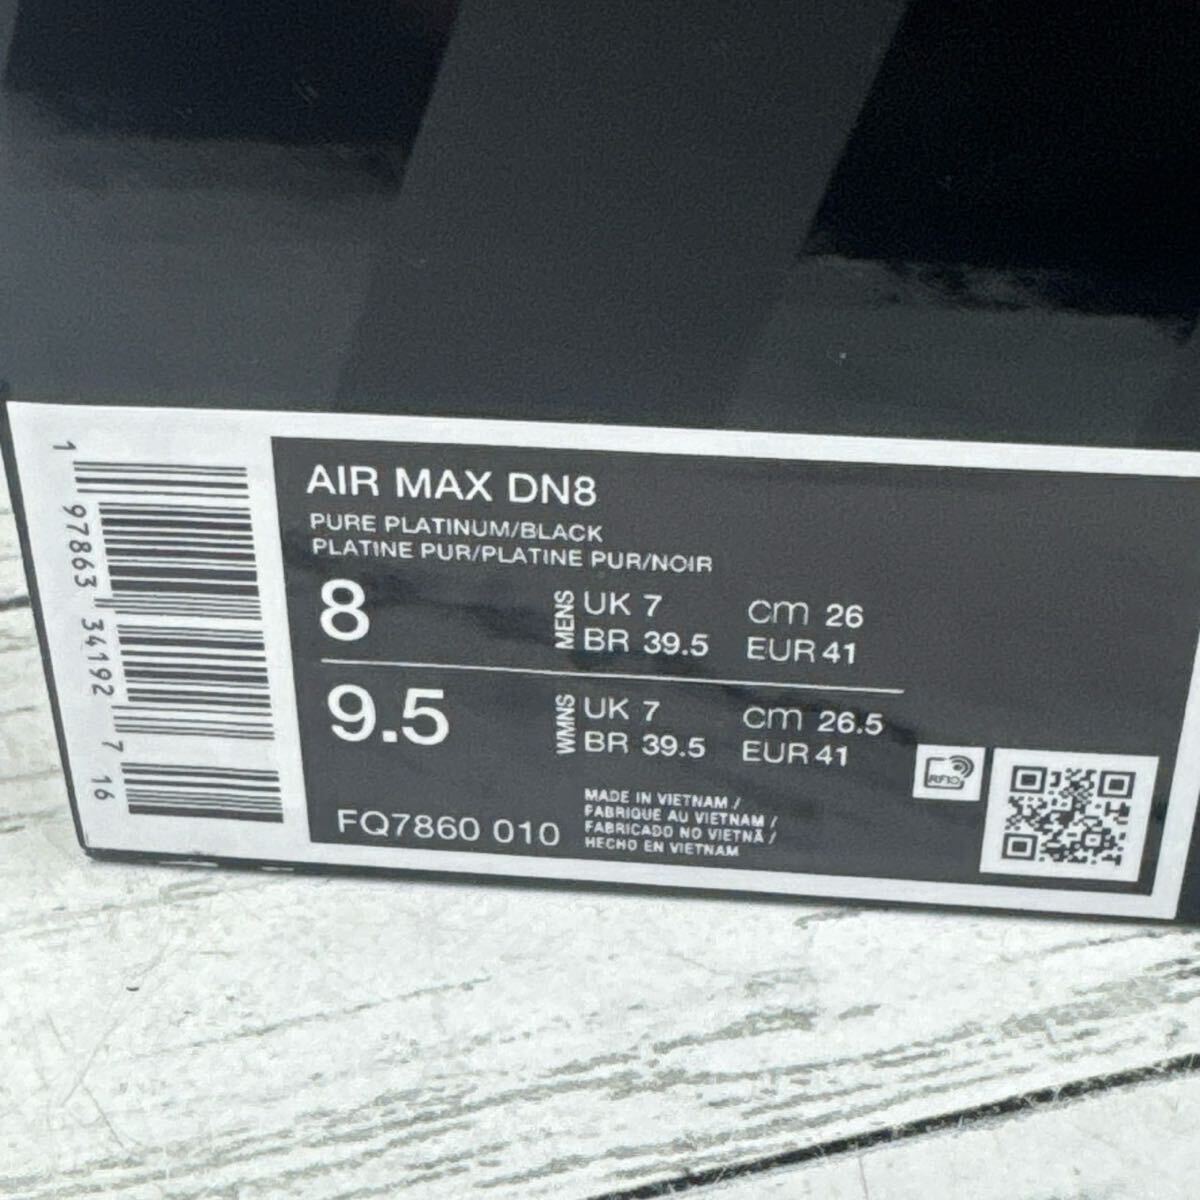 1 97863 34192 7 16
AIR MAX DN8
PURE PLATINUM/BLACK
PLATINE PUR/PLATINE PUR/NOIR
8 MENS UK 7 cm 26
BR 39.5 EUR 41
9.5 WMNS UK 7 cm 26.5
BR 39.5 EUR 41
RFID
FQ7860 010
MADE IN VIETNAM /
FABRIQUE AU VIETNAM /
FABRICADO NO VIETNÃ /
HECHO EN VIETNAM